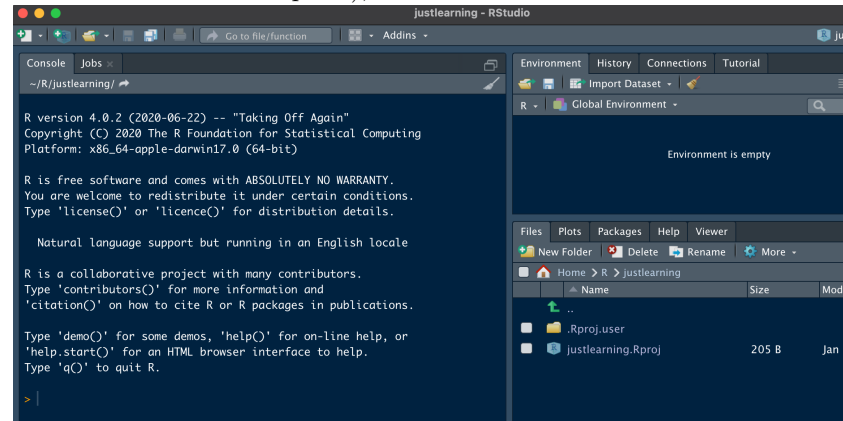 justlearning - RStudio
Go to file/function
Addins
ju
Console Jobs
~/R/justlearning/
R version 4.0.2 (2020-06-22) -- "Taking Off Again"
Copyright (C) 2020 The R Foundation for Statistical Computing
Platform: x86_64-apple-darwin17.0 (64-bit)
R is free software and comes with ABSOLUTELY NO WARRANTY.
You are welcome to redistribute it under certain conditions.
Type 'license()' or 'licence()' for distribution details.
Natural language support but running in an English locale
R is a collaborative project with many contributors.
Type 'contributors()' for more information and
'citation()' on how to cite R or R packages in publications.
Type 'demo()' for some demos, 'help()' for on-line help, or
'help.start()' for an HTML browser interface to help.
Type 'q()' to quit R.
>
Environment History Connections Tutorial
Import Dataset
R Global Environment
Environment is empty
Files Plots Packages Help Viewer
New Folder Delete Rename More
Home > R > justlearning
Name Size Mod
..
.Rproj.user
justlearning.Rproj 205 B Jan